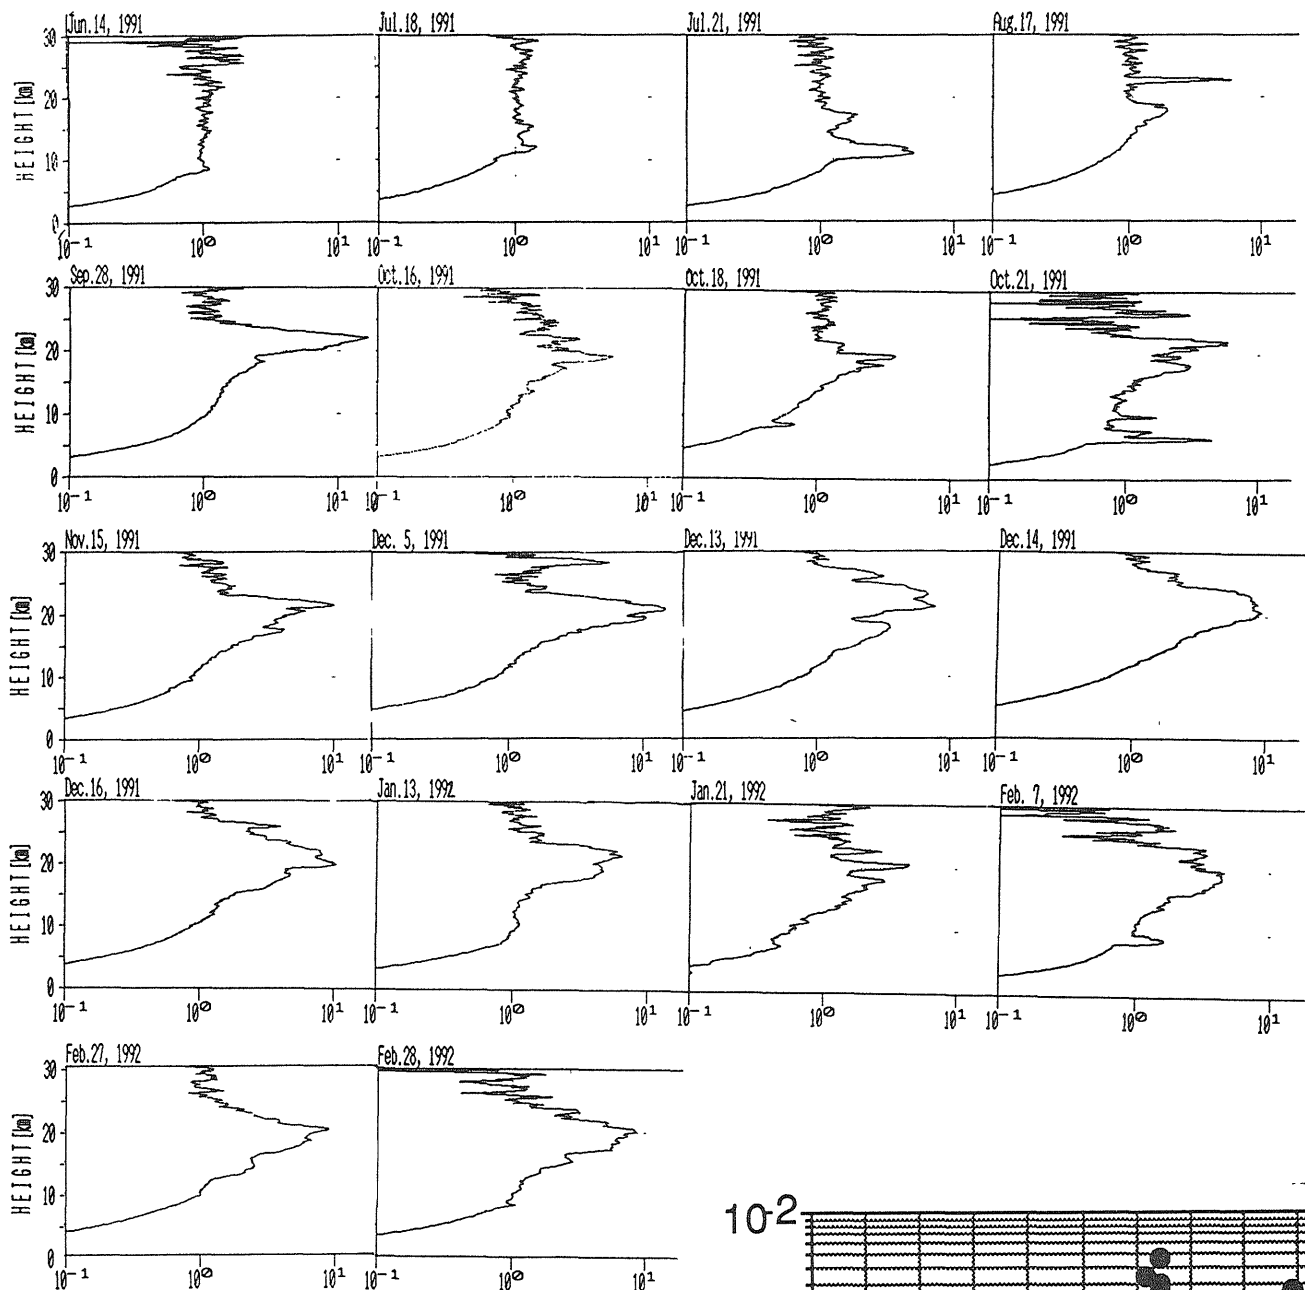 Jun.14, 1991 Jul.18, 1991 Jul.21, 1991 Aug.17, 1991
HEIGHT[km]
30
20
10
0
10⁻¹ 10⁰ 10¹ 10⁻¹ 10⁰ 10¹ 10⁻¹ 10⁰ 10¹ 10⁻¹ 10⁰ 10¹
Sep.28, 1991 Oct.16, 1991 Oct.18, 1991 Oct.21, 1991
HEIGHT[km]
30
20
10
0
10⁻¹ 10⁰ 10¹ 10⁻¹ 10⁰ 10¹ 10⁻¹ 10⁰ 10¹ 10⁻¹ 10⁰ 10¹
Nov.15, 1991 Dec. 5, 1991 Dec.13, 1991 Dec.14, 1991
HEIGHT[km]
30
20
10
0
10⁻¹ 10⁰ 10¹ 10⁻¹ 10⁰ 10¹ 10⁻¹ 10⁰ 10¹ 10⁻¹ 10⁰ 10¹
Dec.16, 1991 Jan.13, 1992 Jan.21, 1992 Feb. 7, 1992
HEIGHT[km]
30
20
10
0
10⁻¹ 10⁰ 10¹ 10⁻¹ 10⁰ 10¹ 10⁻¹ 10⁰ 10¹ 10⁻¹ 10⁰ 10¹
Feb.27, 1992 Feb.28, 1992
HEIGHT[km]
30
20
10
0
10⁻¹ 10⁰ 10¹ 10⁻¹ 10⁰ 10¹
10⁻²